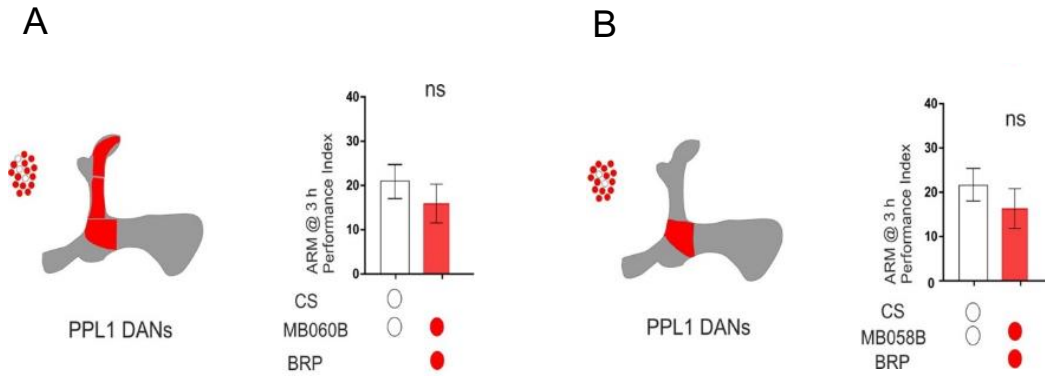 A
B
ns
ARM @ 3 h
Performance Index
40
30
20
10
0
CS
MB060B
BRP
PPL1 DANs
ns
ARM @ 3 h
Performance Index
40
30
20
10
0
CS
MB058B
BRP
PPL1 DANs